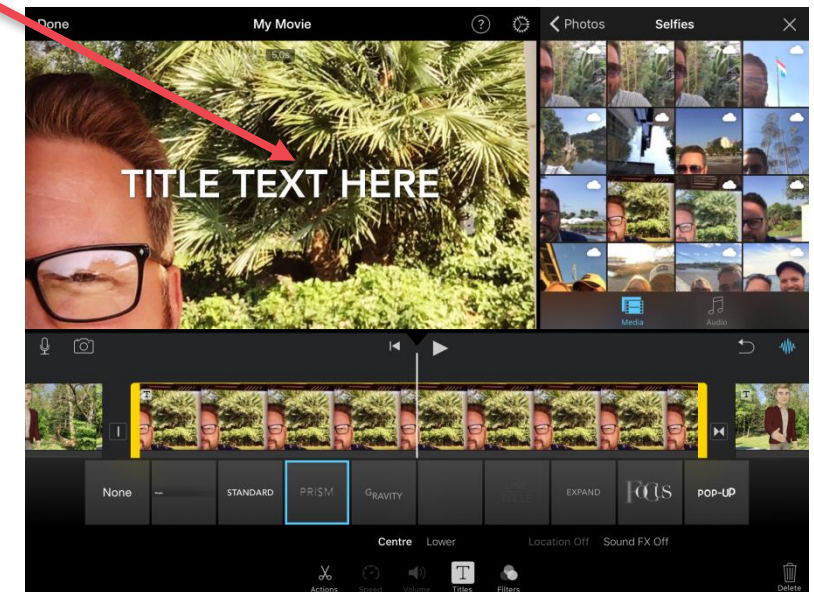 Done My Movie ? Photos Selfies
5.0s
TITLE TEXT HERE
Media Audio
T T
None STANDARD PRISM GRAVITY EXPAND FOCUS POP-UP
Centre Lower Location Off Sound FX Off
T
Actions Speed Volume Titles Filters Delete